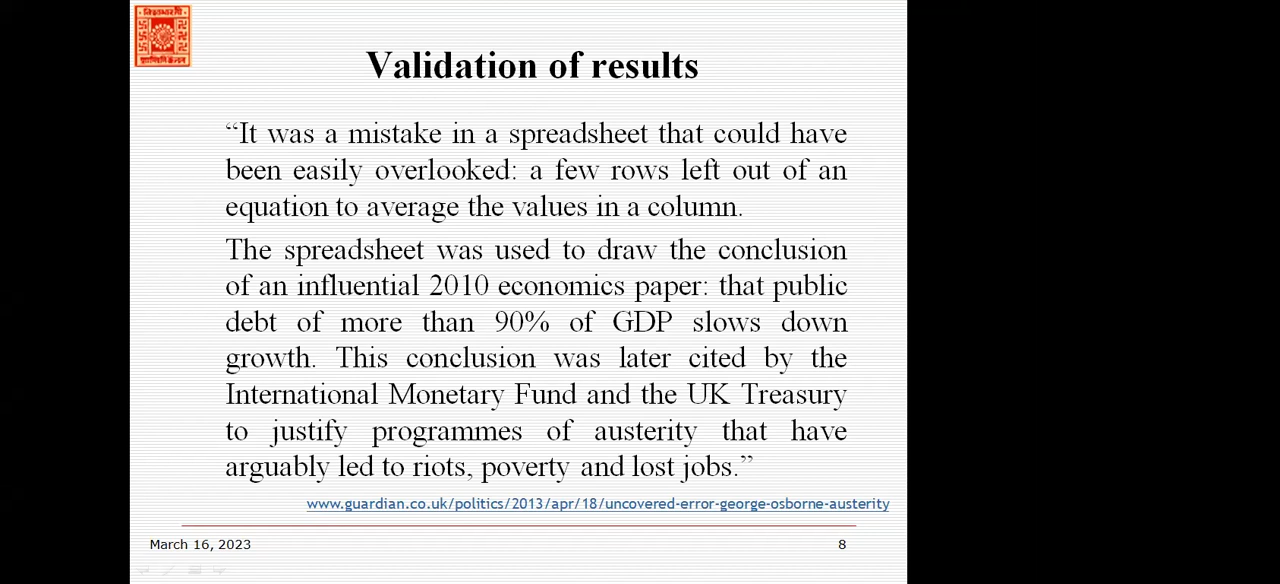 Validation of results
“It was a mistake in a spreadsheet that could have
been easily overlooked: a few rows left out of an
equation to average the values in a column.
The spreadsheet was used to draw the conclusion
of an influential 2010 economics paper: that public
debt of more than 90% of GDP slows down
growth. This conclusion was later cited by the
International Monetary Fund and the UK Treasury
to justify programmes of austerity that have
arguably led to riots, poverty and lost jobs.”
www.guardian.co.uk/politics/2013/apr/18/uncovered-error-george-osborne-austerity
March 16, 2023
8